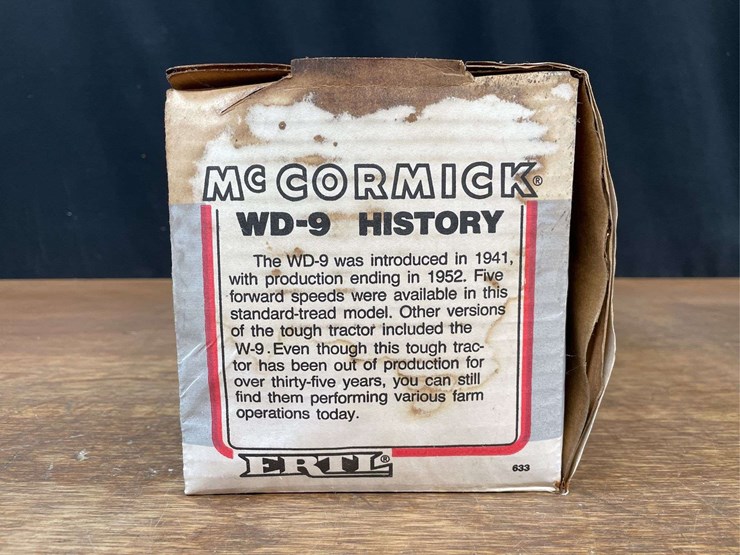 McCORMICK®
WD-9 HISTORY
The WD-9 was introduced in 1941,
with production ending in 1952. Five
forward speeds were available in this
standard-tread model. Other versions
of the tough tractor included the
W-9. Even though this tough trac-
tor has been out of production for
over thirty-five years, you can still
find them performing various farm
operations today.
ERTL®
633